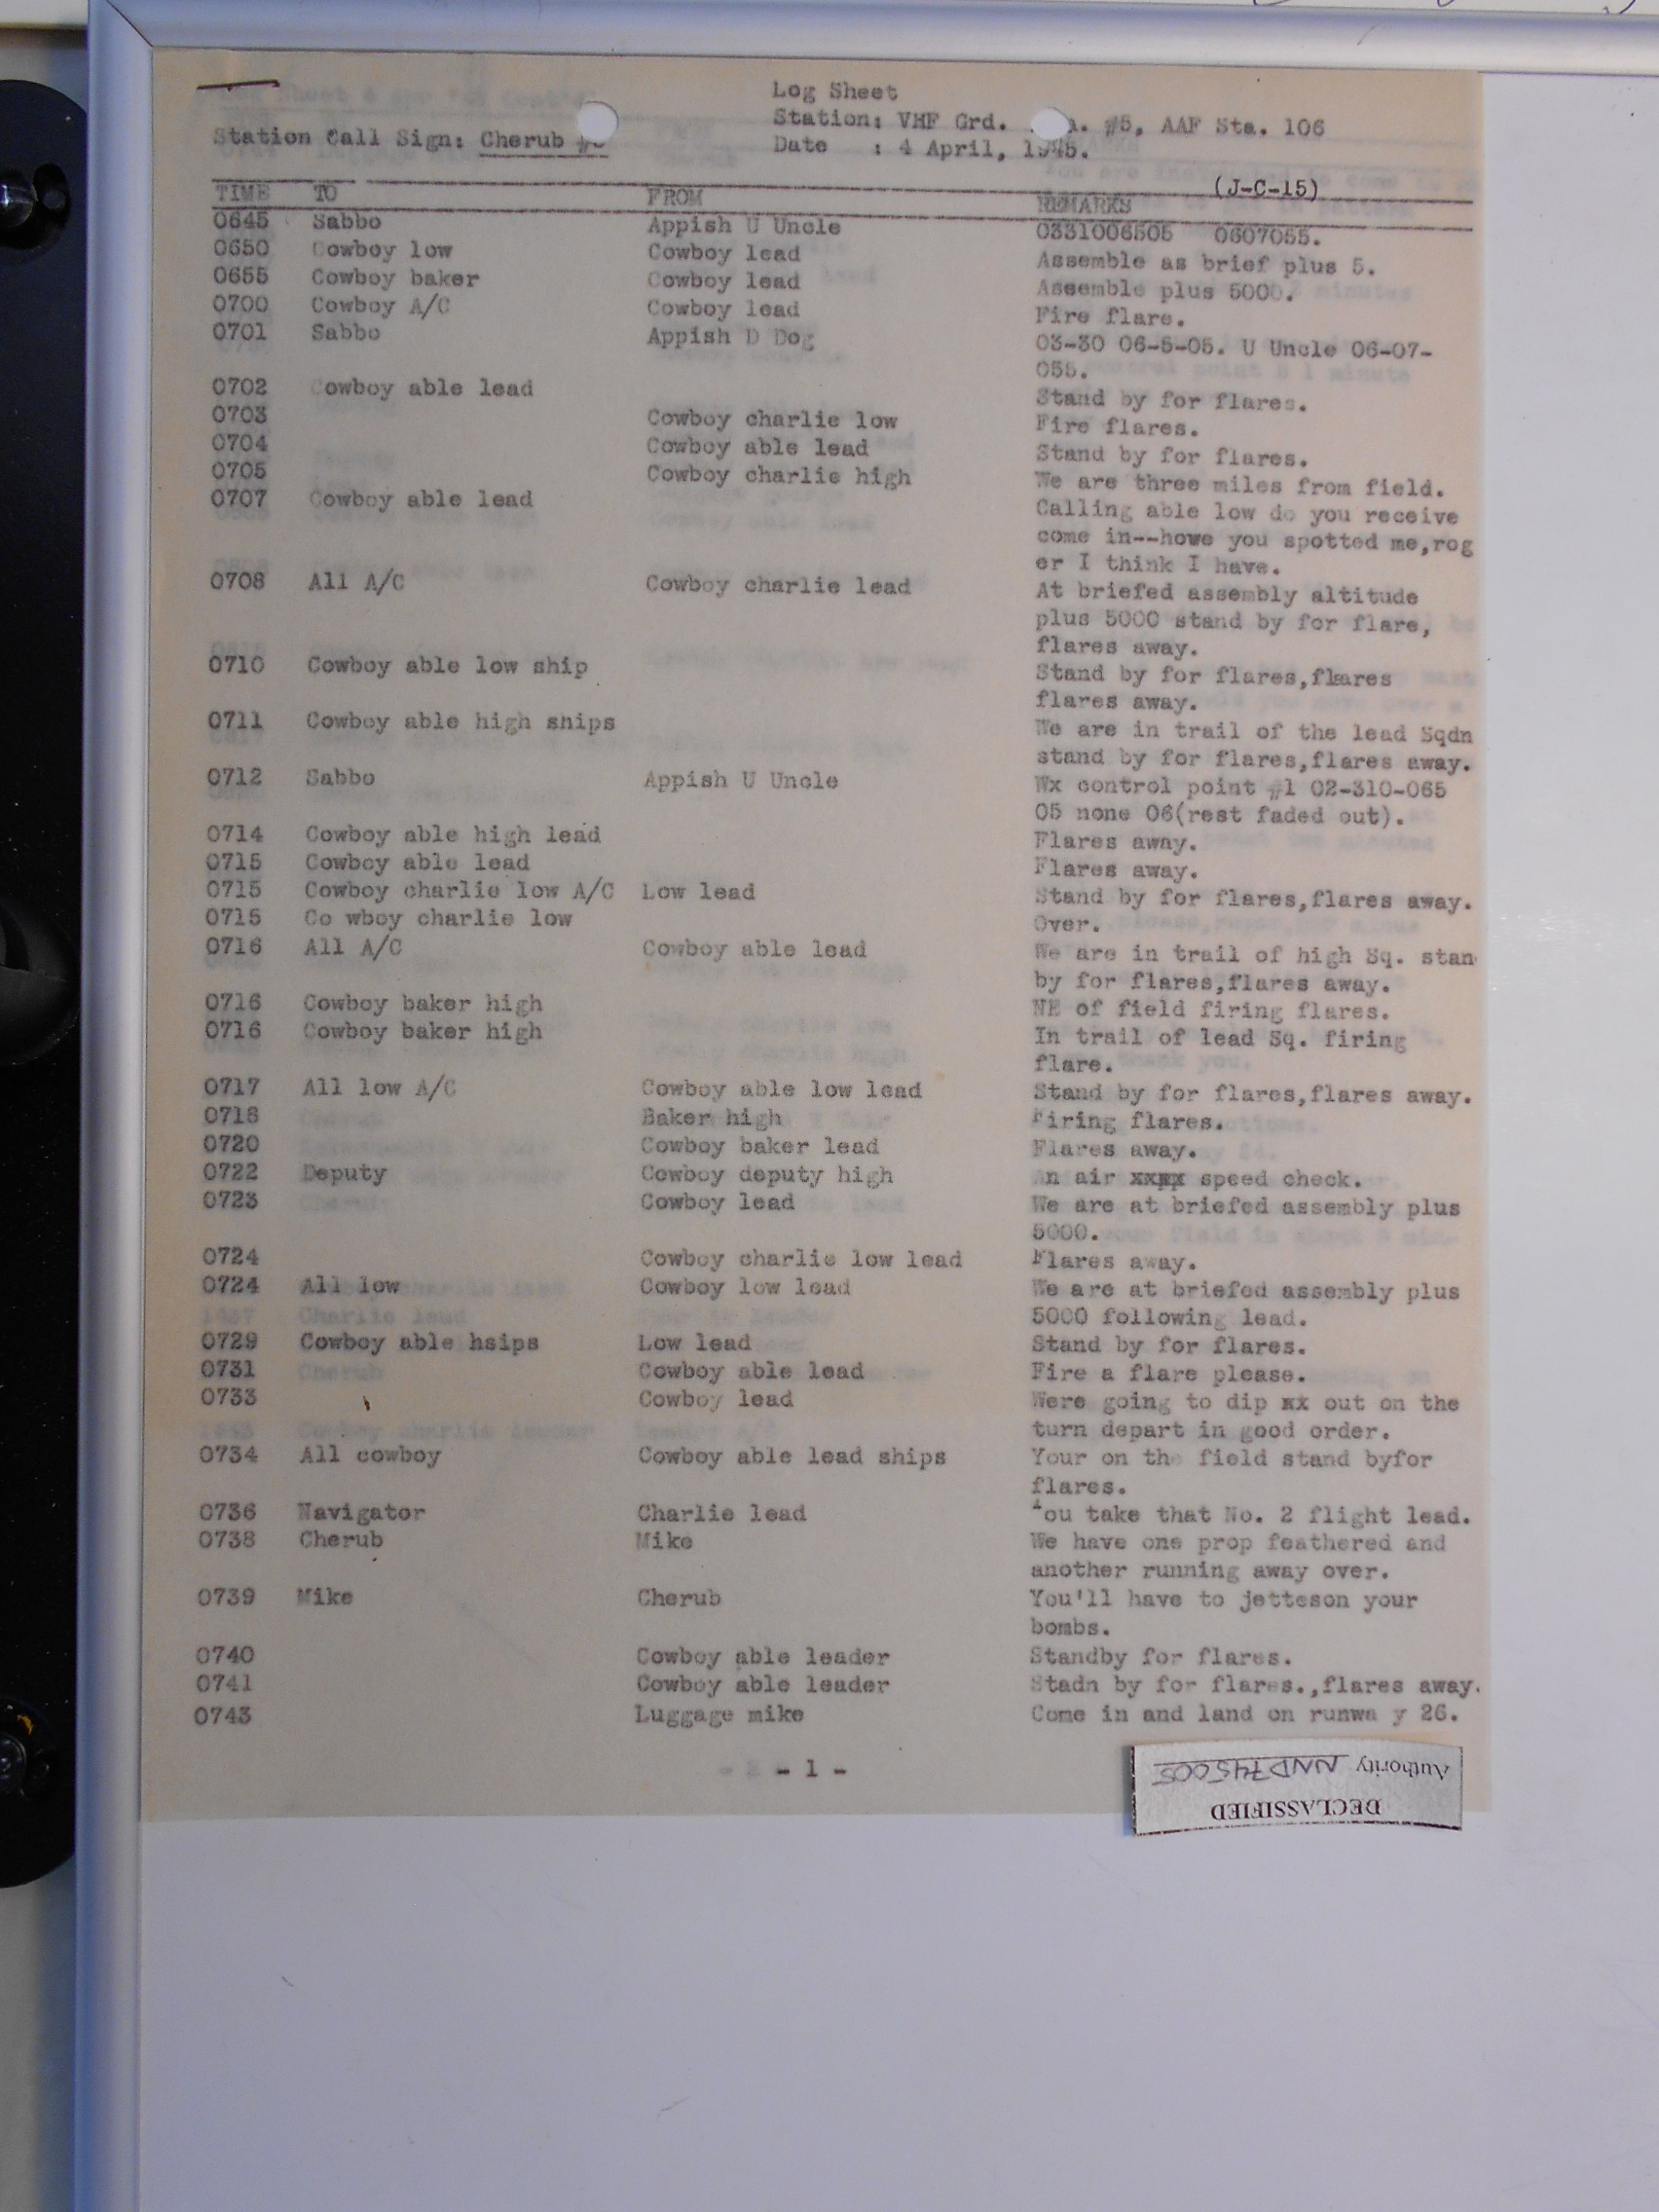 Log Sheet
Station: VHF Grd. #5, AAF Sta. 106
Station Call Sign: Cherub
Date : 4 April, 1945.
(J-C-15)
TIME TO FROM REMARKS
0645 Sabbo Appish U Uncle 0331006505 0607055.
0650 Cowboy low Cowboy lead Assemble as brief plus 5.
0655 Cowboy baker Cowboy lead Assemble plus 5000.
0700 Cowboy A/C Cowboy lead Fire flare.
0701 Sabbo Appish D Dog 03-30 06-5-05. U Uncle 06-07-
055.
0702 Cowboy able lead Stand by for flares.
0703 Cowboy charlie low Fire flares.
0704 Cowboy able lead Stand by for flares.
0705 Cowboy charlie high We are three miles from field.
0707 Cowboy able lead Calling able low do you receive
come in--howe you spotted me,rog
er I think I have.
0708 All A/C Cowboy charlie lead At briefed assembly altitude
plus 5000 stand by for flare,
flares away.
0710 Cowboy able low ship Stand by for flares,flares
flares away.
0711 Cowboy able high snips We are in trail of the lead Sqdn
stand by for flares,flares away.
0712 Sabbo Appish U Uncle Wx control point #1 02-310-065
05 none 06(rest faded out).
0714 Cowboy able high lead Flares away.
0715 Cowboy able lead Flares away.
0715 Cowboy charlie low A/C Low lead Stand by for flares,flares away.
0715 Co wboy charlie low Over.
0716 All A/C Cowboy able lead We are in trail of high Sq. stan
by for flares,flares away.
0716 Cowboy baker high NE of field firing flares.
0716 Cowboy baker high In trail of lead Sq. firing
flare.
0717 All low A/C Cowboy able low lead Stand by for flares,flares away.
0718 Baker high Firing flares.
0720 Cowboy baker lead Flares away.
0722 Deputy Cowboy deputy high An air xxxx speed check.
0723 Cowboy lead We are at briefed assembly plus
5000.
0724 Cowboy charlie low lead Flares away.
0724 All low Cowboy low lead We are at briefed assembly plus
5000 following lead.
0729 Cowboy able hsips Low lead Stand by for flares.
0731 Cowboy able lead Fire a flare please.
0733 Cowboy lead Were going to dip xx out on the
turn depart in good order.
0734 All cowboy Cowboy able lead ships Your on the field stand byfor
flares.
0736 Navigator Charlie lead You take that No. 2 flight lead.
0738 Cherub Mike We have one prop feathered and
another running away over.
0739 Mike Cherub You'll have to jetteson your
bombs.
0740 Cowboy able leader Standby for flares.
0741 Cowboy able leader Stadn by for flares.,flares away.
0743 Luggage mike Come in and land on runwa y 26.
- 1 -
DECLASSIFIED
Authority NND745005